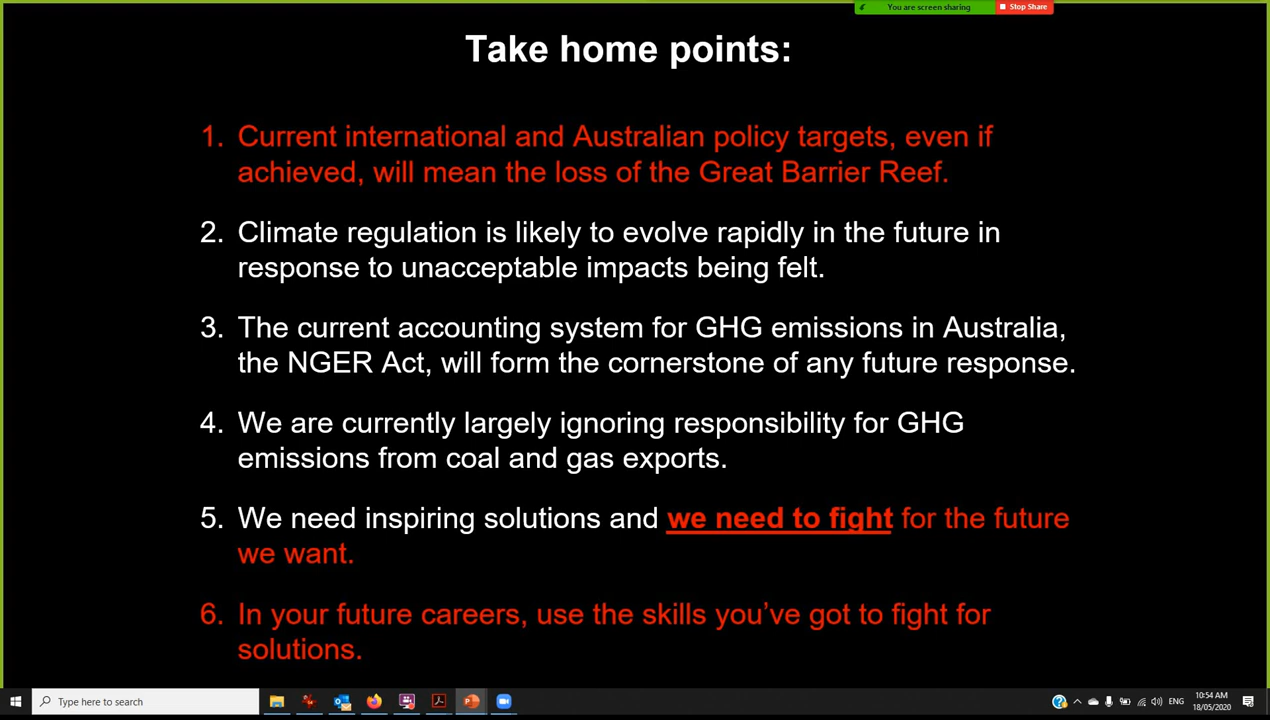 You are screen sharing
Stop Share
Take home points:
1. Current international and Australian policy targets, even if
achieved, will mean the loss of the Great Barrier Reef.
2. Climate regulation is likely to evolve rapidly in the future in
response to unacceptable impacts being felt.
3. The current accounting system for GHG emissions in Australia,
the NGER Act, will form the cornerstone of any future response.
4. We are currently largely ignoring responsibility for GHG
emissions from coal and gas exports.
5. We need inspiring solutions and we need to fight for the future
we want.
6. In your future careers, use the skills you’ve got to fight for
solutions.
Type here to search
ENG
10:54 AM
18/05/2020